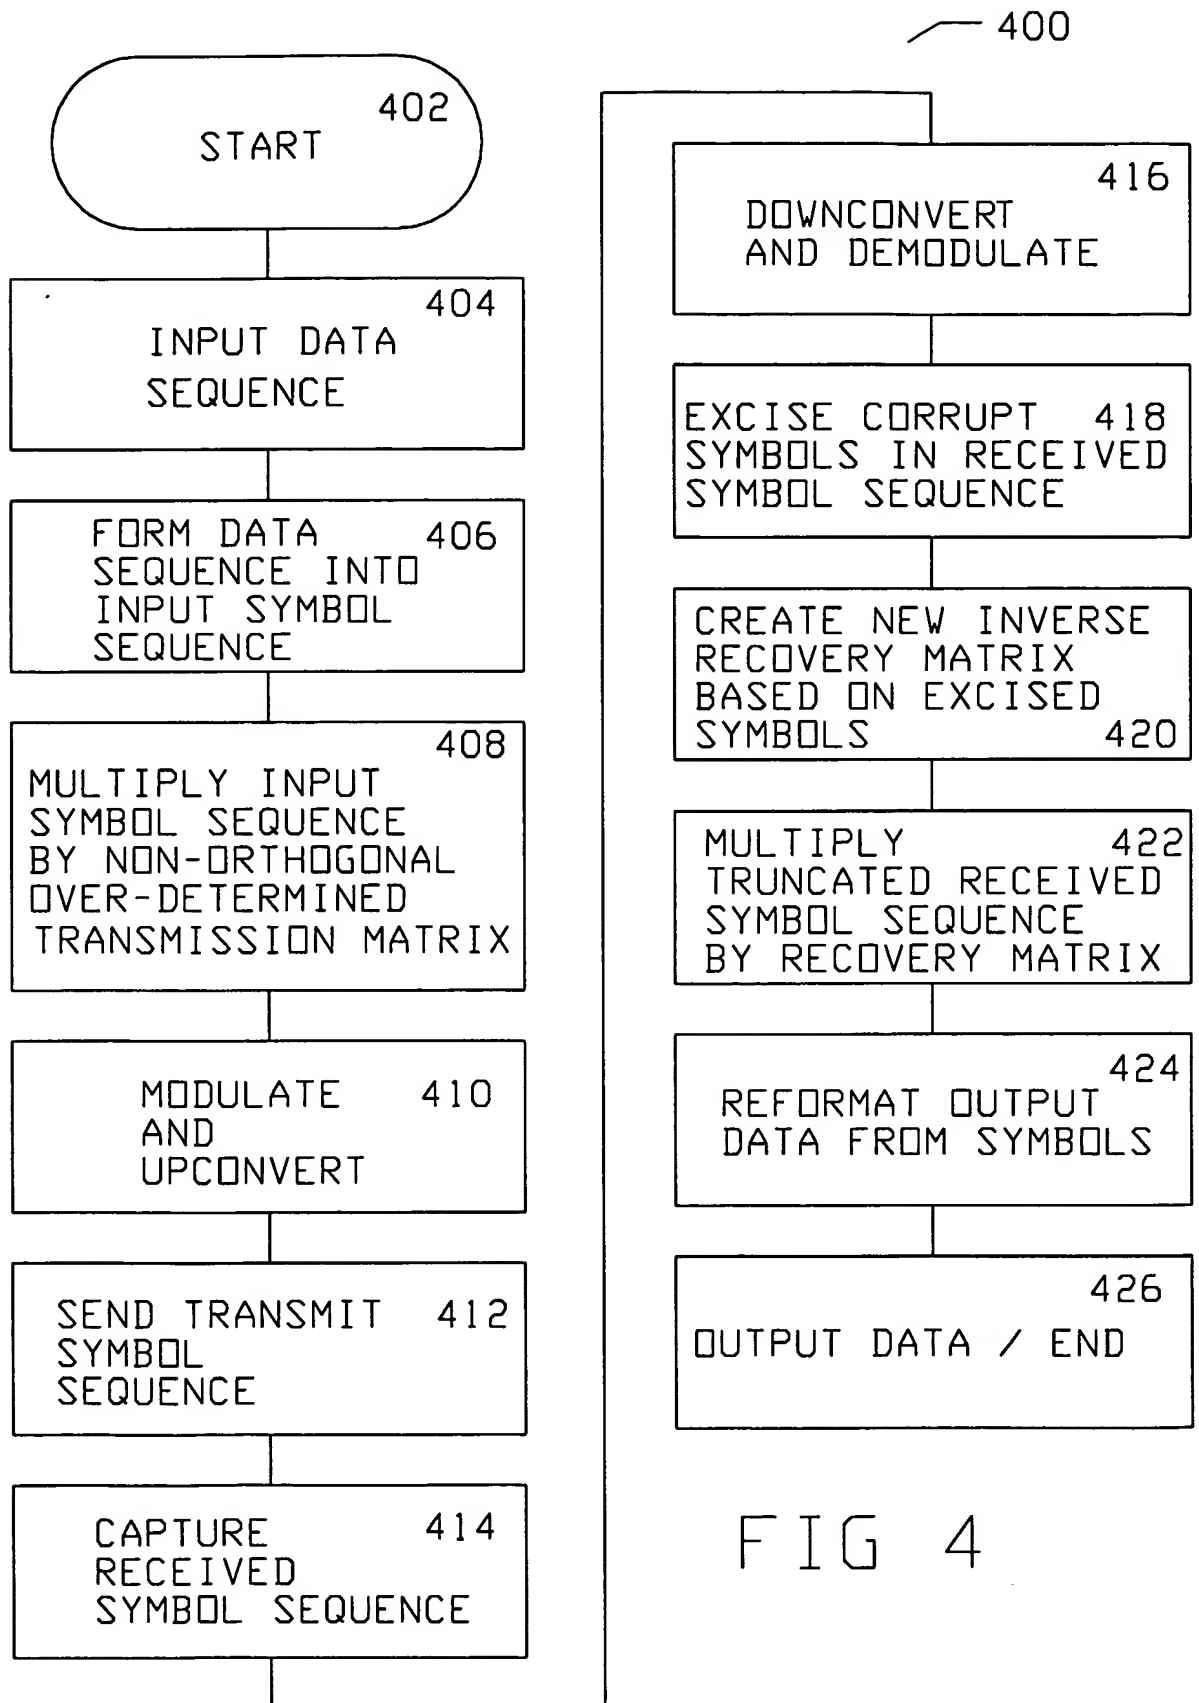 400
402
START
404
INPUT DATA
SEQUENCE
FORM DATA 406
SEQUENCE INTO
INPUT SYMBOL
SEQUENCE
408
MULTIPLY INPUT
SYMBOL SEQUENCE
BY NON-ORTHOGONAL
OVER-DETERMINED
TRANSMISSION MATRIX
MODULATE 410
AND
UPCONVERT
SEND TRANSMIT 412
SYMBOL
SEQUENCE
CAPTURE 414
RECEIVED
SYMBOL SEQUENCE
416
DOWNCONVERT
AND DEMODULATE
EXCISE CORRUPT 418
SYMBOLS IN RECEIVED
SYMBOL SEQUENCE
CREATE NEW INVERSE
RECOVERY MATRIX
BASED ON EXCISED
SYMBOLS 420
MULTIPLY 422
TRUNCATED RECEIVED
SYMBOL SEQUENCE
BY RECOVERY MATRIX
424
REFORMAT OUTPUT
DATA FROM SYMBOLS
426
OUTPUT DATA / END
FIG 4